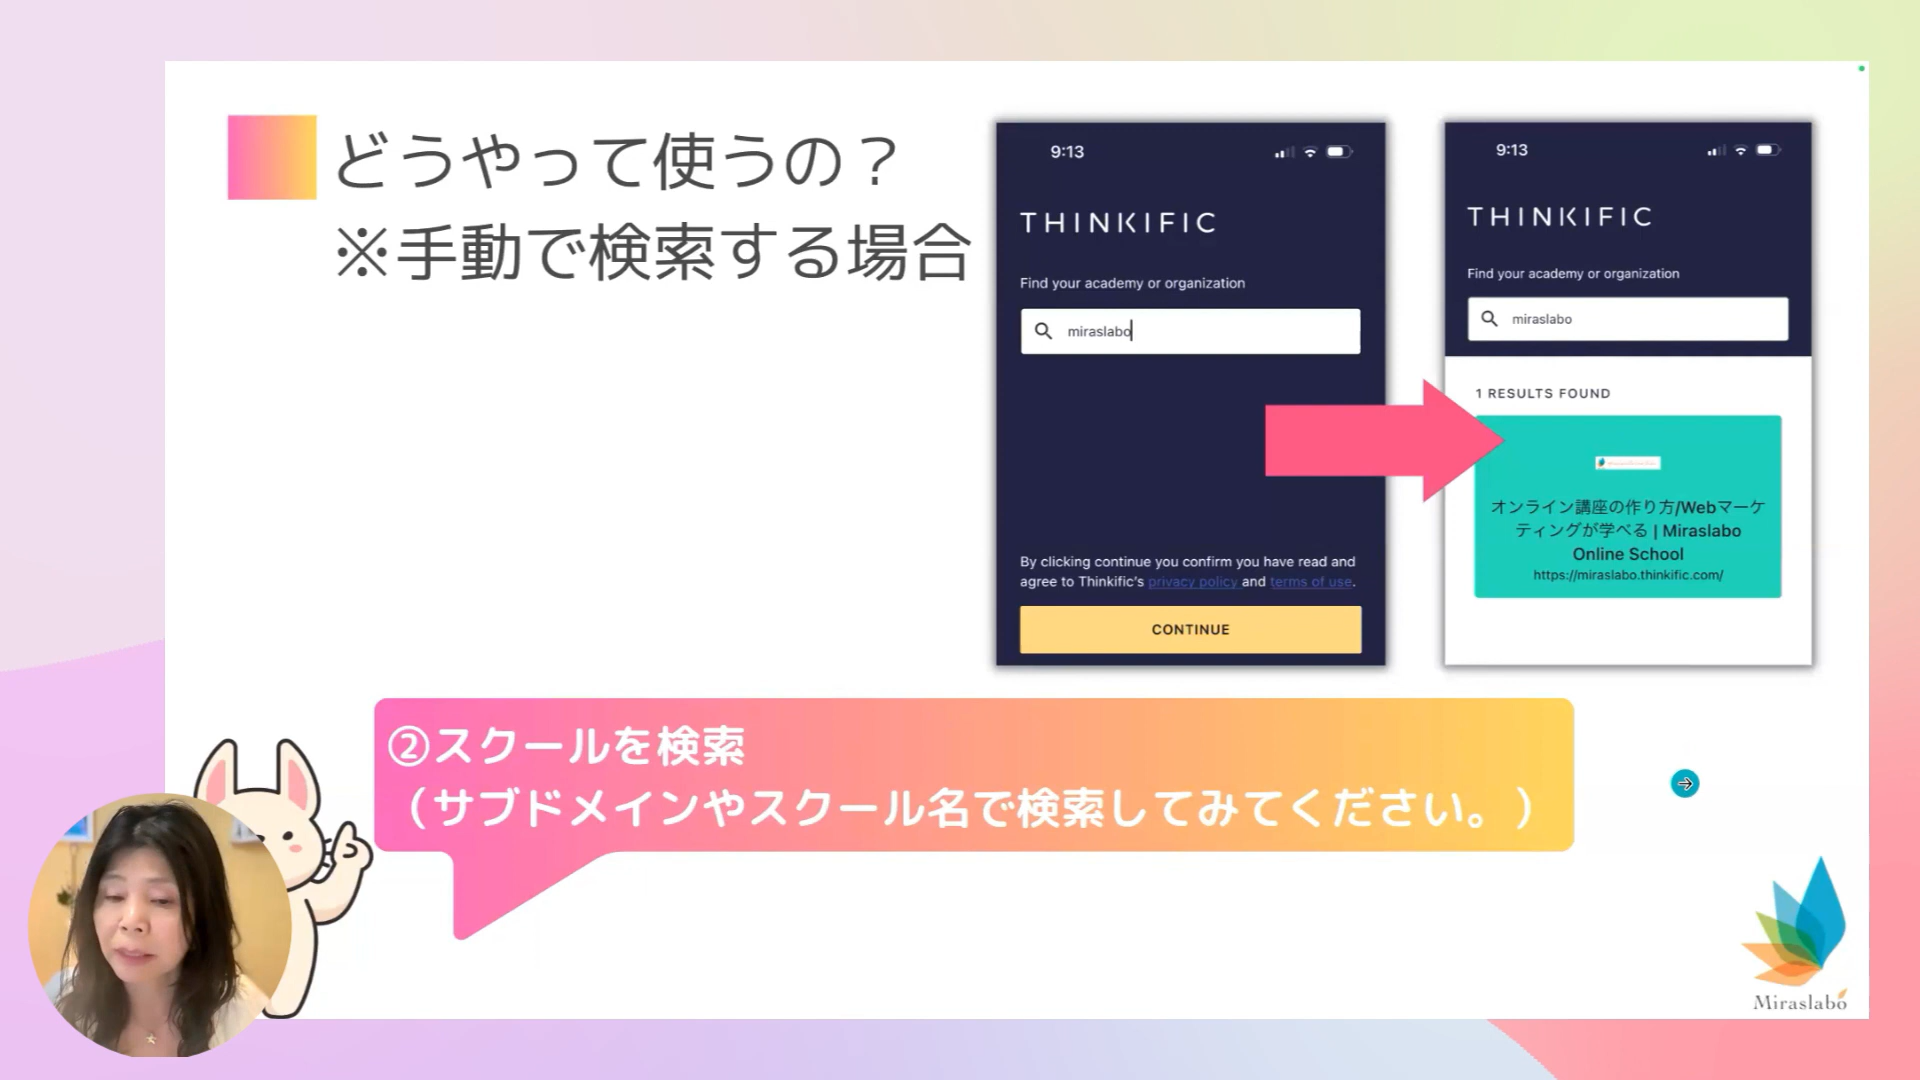 どうやって使うの？
※手動で検索する場合
9:13
THINKIFIC
Find your academy or organization
miraslabo
By clicking continue you confirm you have read and
agree to Thinkific's privacy policy and terms of use.
CONTINUE
9:13
THINKIFIC
Find your academy or organization
miraslabo
1 RESULTS FOUND
オンライン講座の作り方/Webマーケ
ティングが学べる | Miraslabo
Online School
https://miraslabo.thinkific.com/
②スクールを検索
（サブドメインやスクール名で検索してみてください。）
Miraslabo